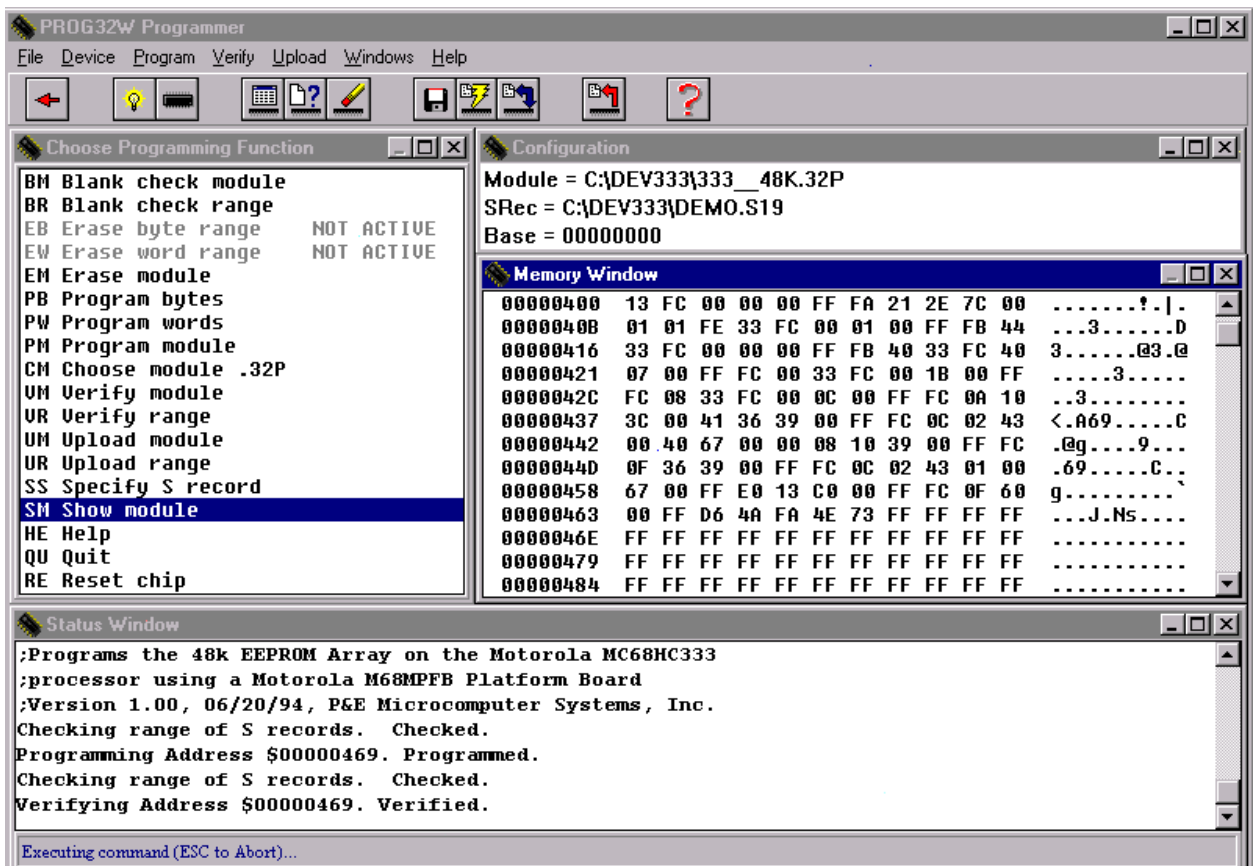 PROG32W Programmer
File Device Program Verify Upload Windows Help
Choose Programming Function
BM Blank check module
BR Blank check range
EB Erase byte range NOT ACTIVE
EW Erase word range NOT ACTIVE
EM Erase module
PB Program bytes
PW Program words
PM Program module
CM Choose module .32P
VM Verify module
VR Verify range
UM Upload module
UR Upload range
SS Specify S record
SM Show module
HE Help
QU Quit
RE Reset chip
Configuration
Module = C:\DEV333\333__48K.32P
SRec = C:\DEV333\DEMO.S19
Base = 00000000
Memory Window
00000400 13 FC 00 00 00 FF FA 21 2E 7C 00 .......!.|.
0000040B 01 01 FE 33 FC 00 01 00 FF FB 44 ...3......D
00000416 33 FC 00 00 00 FF FB 40 33 FC 40 3......@3.@
00000421 07 00 FF FC 00 33 FC 00 1B 00 FF .....3.....
0000042C FC 08 33 FC 00 0C 00 FF FC 0A 10 ..3........
00000437 3C 00 41 36 39 00 FF FC 0C 02 43 <.A69.....C
00000442 00 40 67 00 00 08 10 39 00 FF FC .@g....9...
0000044D 0F 36 39 00 FF FC 0C 02 43 01 00 .69.....C..
00000458 67 00 FF E0 13 C0 00 FF FC 0F 60 g.........`
00000463 00 FF D6 4A FA 4E 73 FF FF FF FF ...J.Ns....
0000046E FF FF FF FF FF FF FF FF FF FF FF ...........
00000479 FF FF FF FF FF FF FF FF FF FF FF ...........
00000484 FF FF FF FF FF FF FF FF FF FF FF ...........
Status Window
;Programs the 48k EEPROM Array on the Motorola MC68HC333
;processor using a Motorola M68MPFB Platform Board
;Version 1.00, 06/20/94, P&E Microcomputer Systems, Inc.
Checking range of S records. Checked.
Programming Address $00000469. Programmed.
Checking range of S records. Checked.
Verifying Address $00000469. Verified.
Executing command (ESC to Abort)...